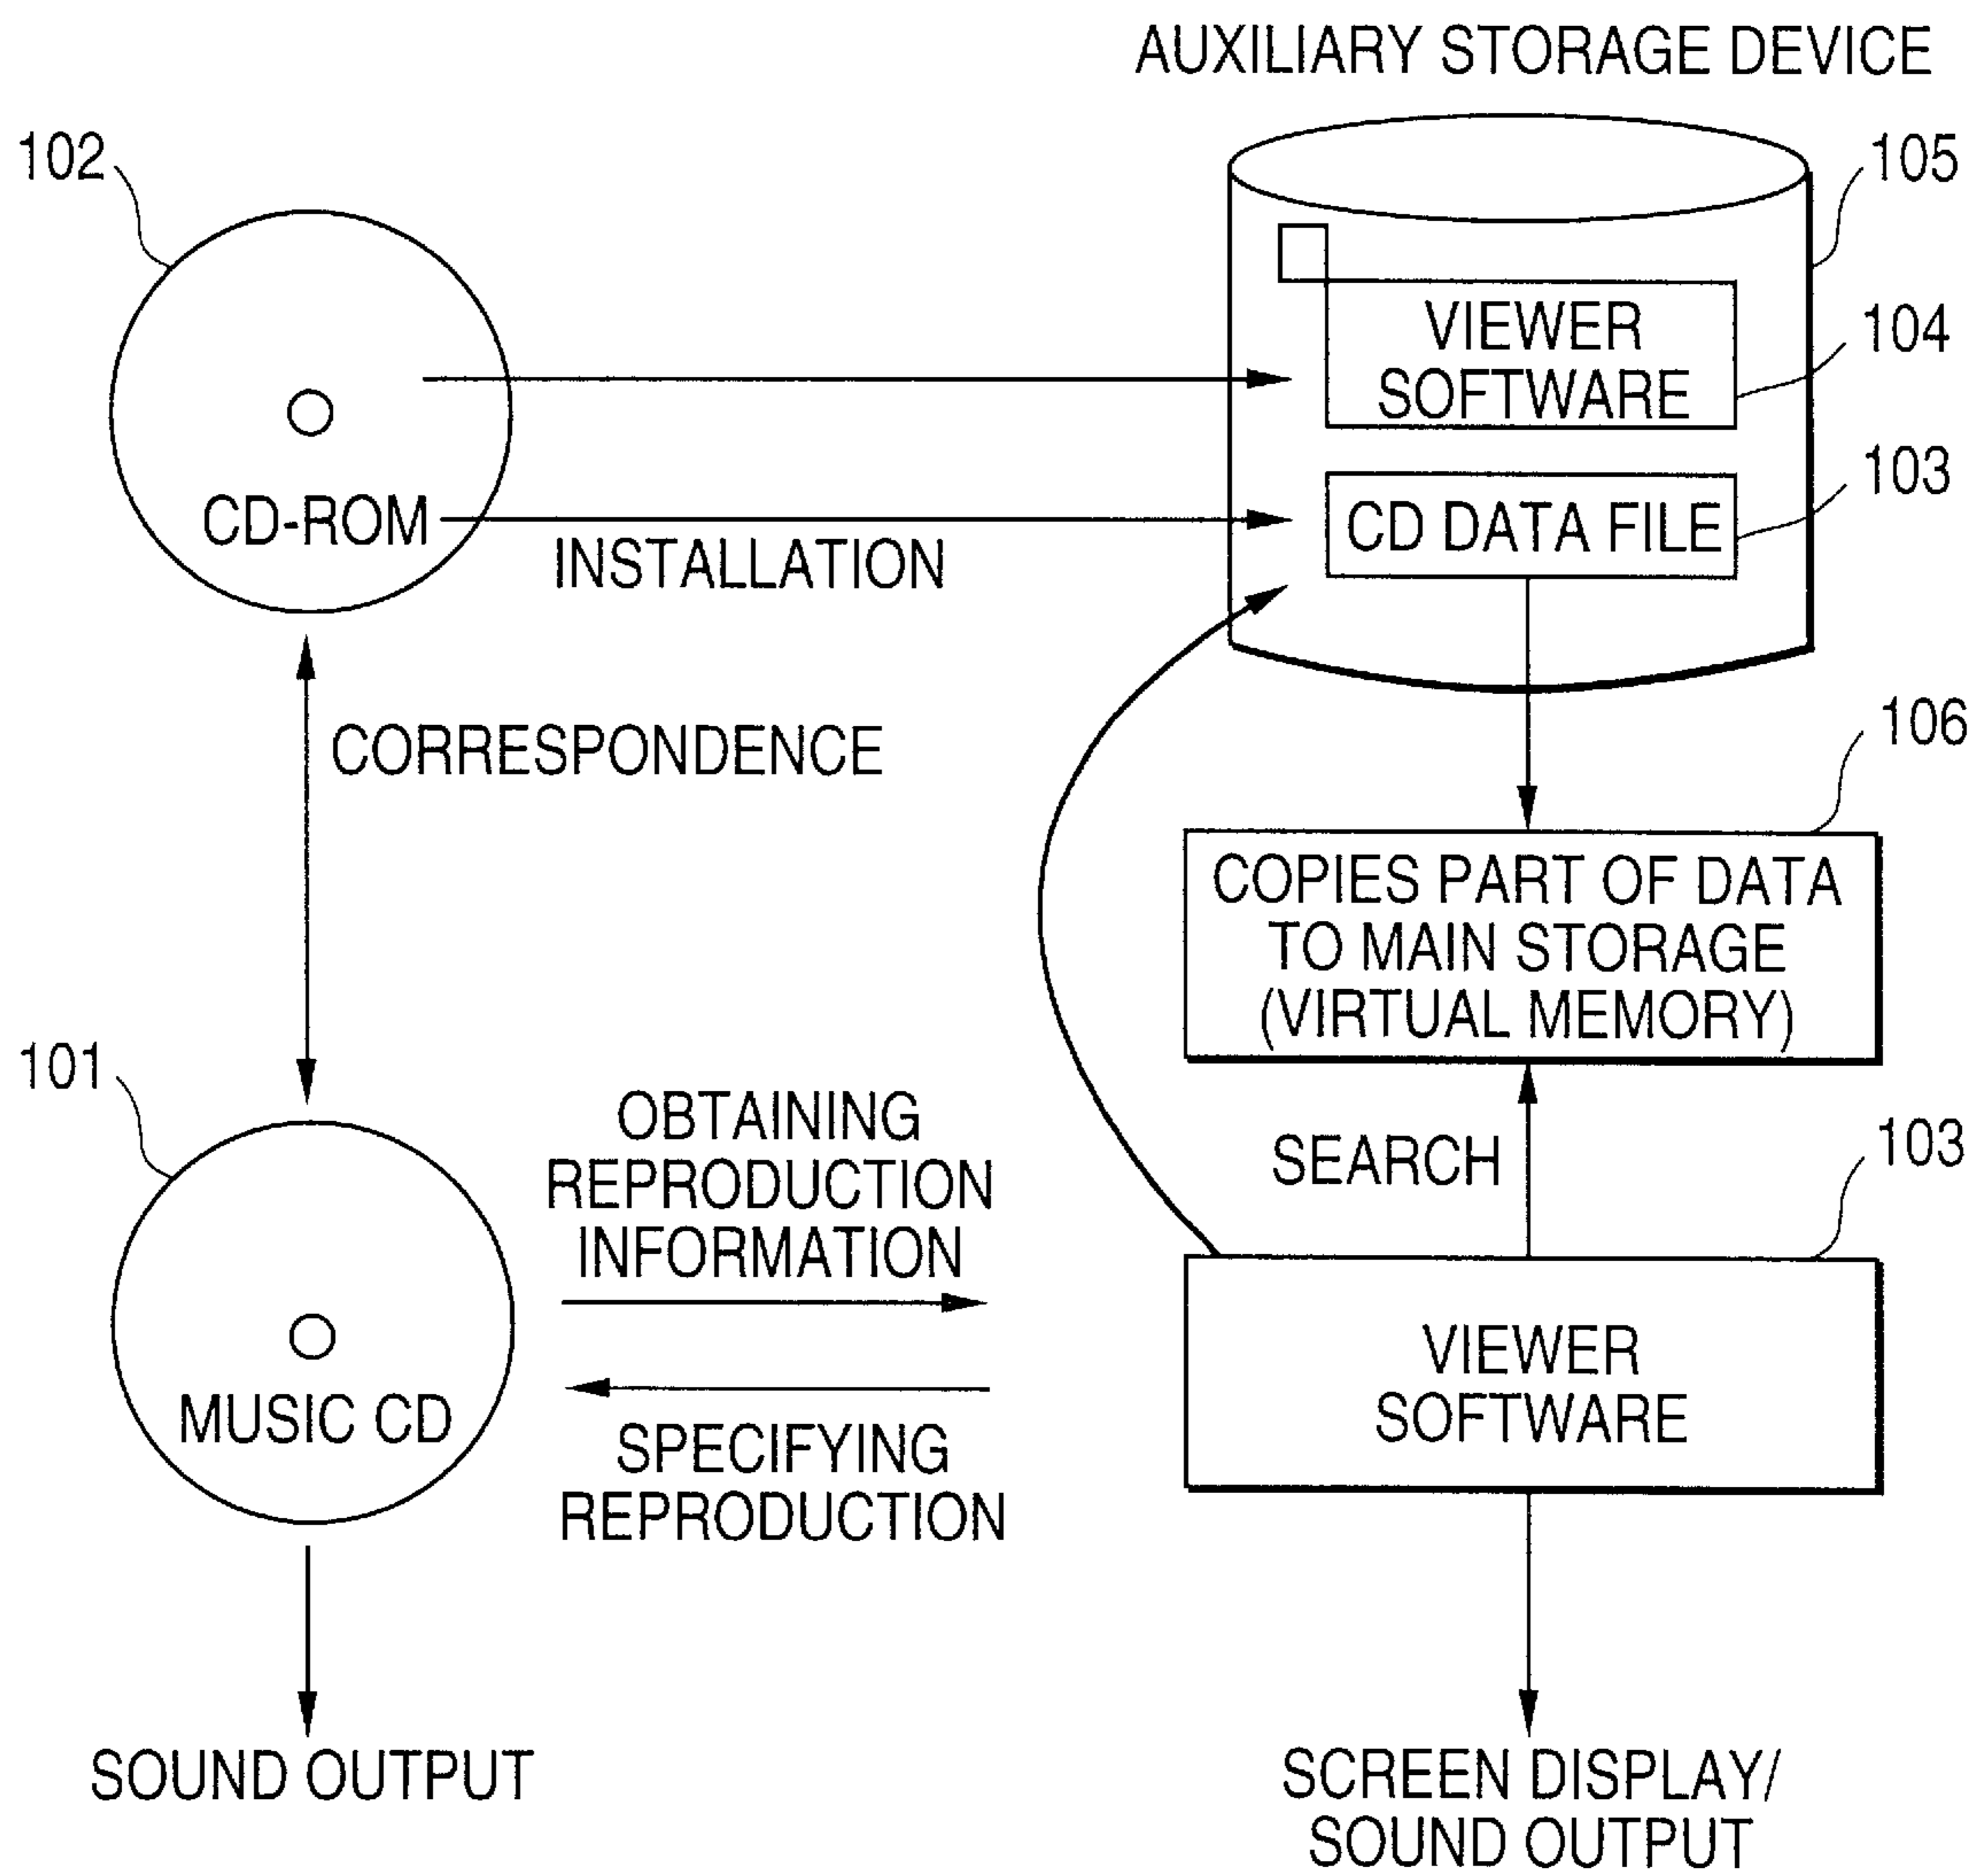 AUXILIARY STORAGE DEVICE
102
105
VIEWER
SOFTWARE
104
CD-ROM
INSTALLATION
CD DATA FILE
103
CORRESPONDENCE
106
COPIES PART OF DATA
TO MAIN STORAGE
(VIRTUAL MEMORY)
101
OBTAINING
REPRODUCTION
INFORMATION
SEARCH
103
MUSIC CD
SPECIFYING
REPRODUCTION
VIEWER
SOFTWARE
SOUND OUTPUT
SCREEN DISPLAY/
SOUND OUTPUT